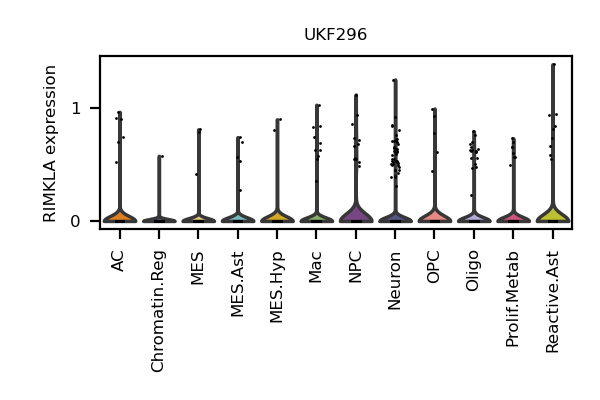 UKF296
RIMKLA expression
1
0
AC
Chromatin.Reg
MES
MES.Ast
MES.Hyp
Mac
NPC
Neuron
OPC
Oligo
Prolif.Metab
Reactive.Ast